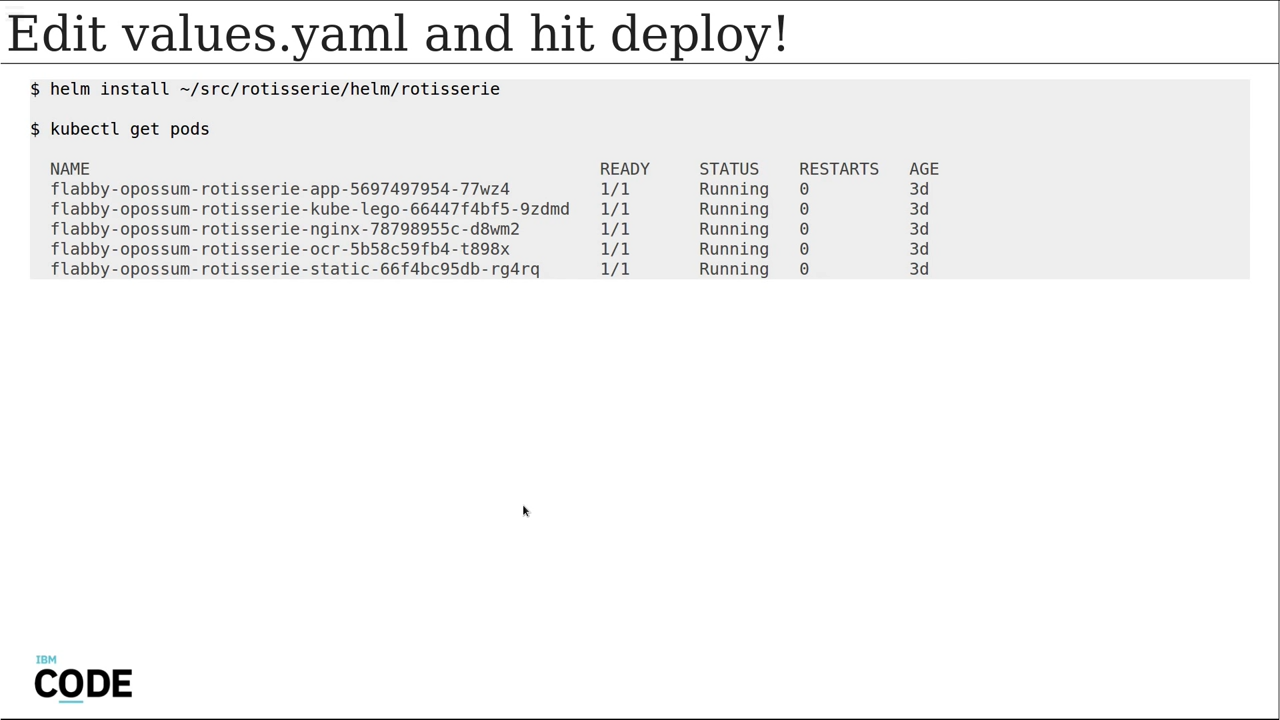 Edit values.yaml and hit deploy!
$ helm install ~/src/rotisserie/helm/rotisserie
$ kubectl get pods
NAME READY STATUS RESTARTS AGE
flabby-opossum-rotisserie-app-5697497954-77wz4 1/1 Running 0 3d
flabby-opossum-rotisserie-kube-lego-66447f4bf5-9zdmd 1/1 Running 0 3d
flabby-opossum-rotisserie-nginx-78798955c-d8wm2 1/1 Running 0 3d
flabby-opossum-rotisserie-ocr-5b58c59fb4-t898x 1/1 Running 0 3d
flabby-opossum-rotisserie-static-66f4bc95db-rg4rq 1/1 Running 0 3d
IBM
CODE